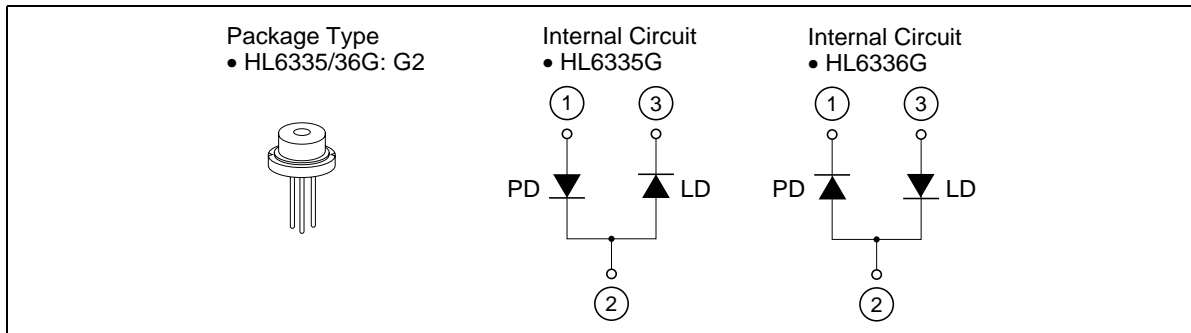 Package Type
• HL6335/36G: G2
Internal Circuit
• HL6335G
1
3
PD
LD
2
Internal Circuit
• HL6336G
1
3
PD
LD
2